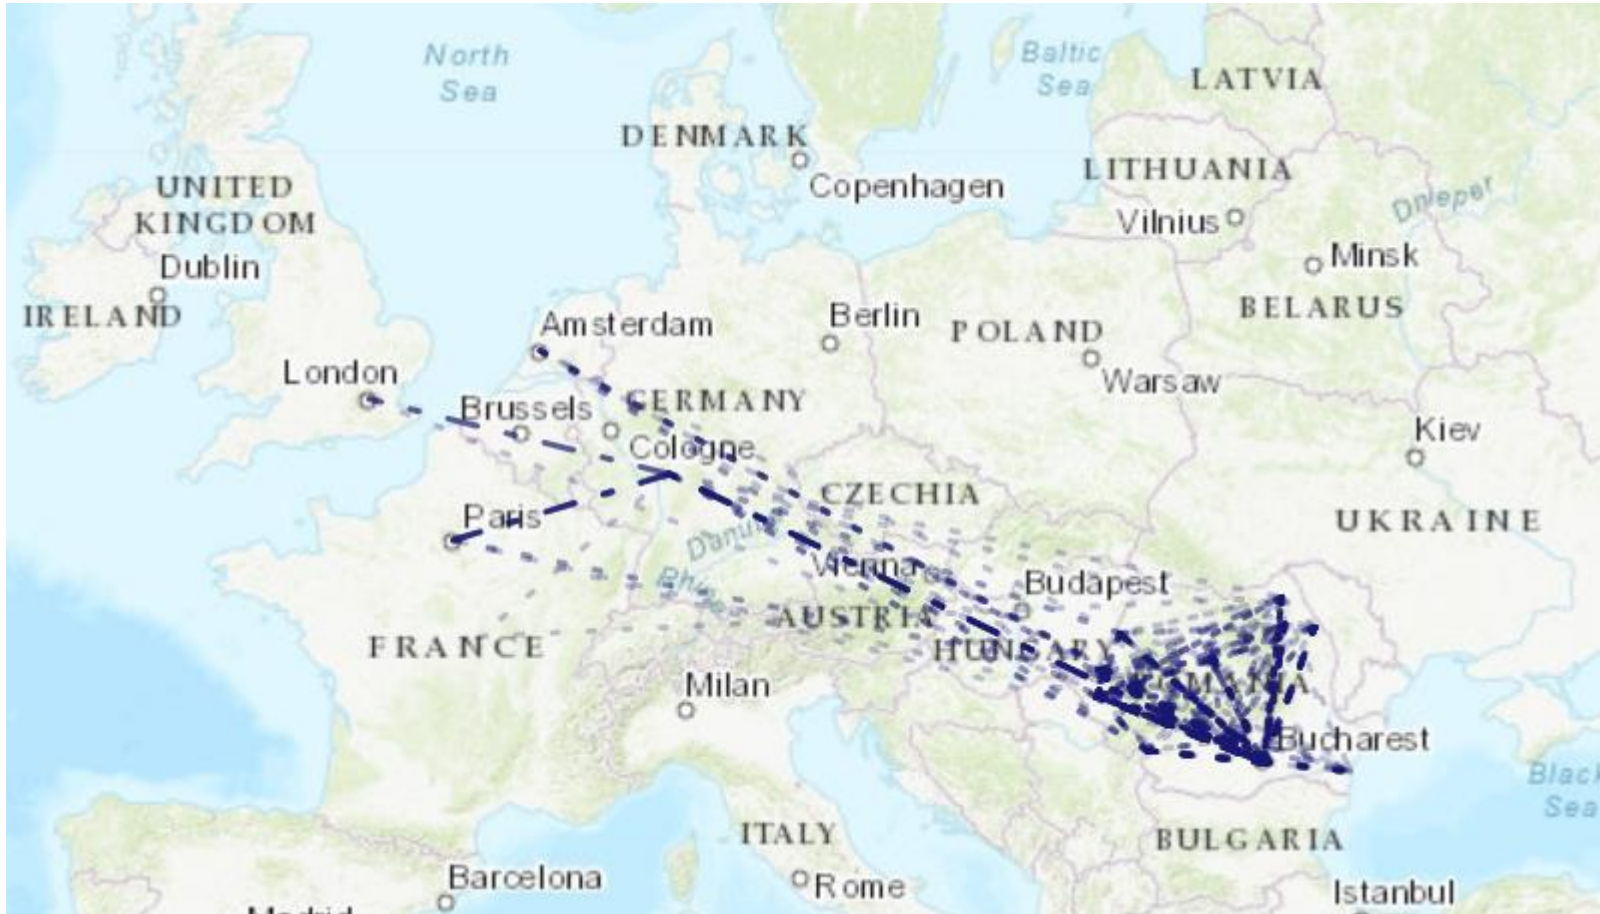 North
Sea
Baltic
Sea
LATVIA
DENMARK
Copenhagen
LITHUANIA
Vilnius
Dnieper
Minsk
BELARUS
UNITED
KINGDOM
Dublin
IRELAND
Amsterdam
Berlin
POLAND
Warsaw
London
Brussels
GERMANY
Cologne
Kiev
CZECHIA
UKRAINE
Paris
Vienna
Budapest
AUSTRIA
HUNGARY
FRANCE
ROMANIA
Milan
Bucharest
Black
Sea
ITALY
BULGARIA
Barcelona
Rome
Istanbul
Madrid